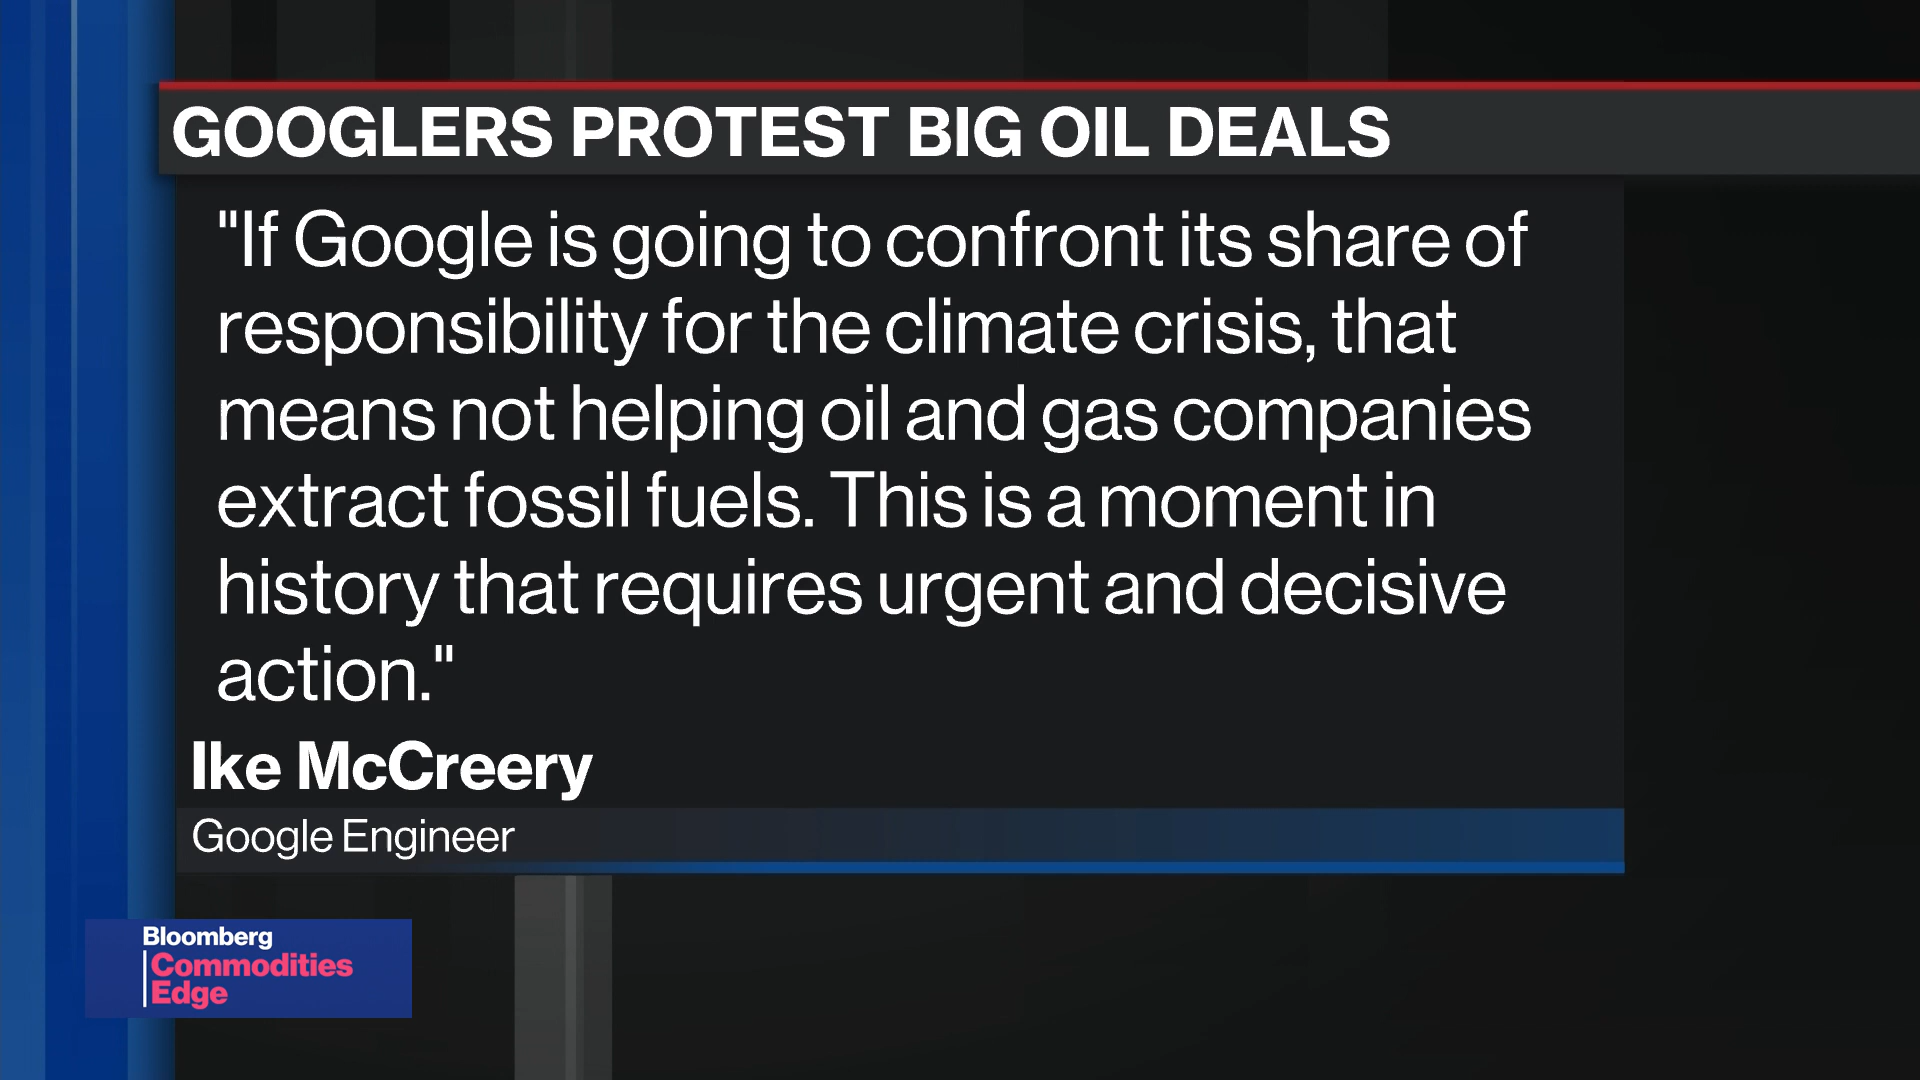 GOOGLERS PROTEST BIG OIL DEALS
"If Google is going to confront its share of
responsibility for the climate crisis, that
means not helping oil and gas companies
extract fossil fuels. This is a moment in
history that requires urgent and decisive
action."
Ike McCreery
Google Engineer
Bloomberg
Commodities
Edge